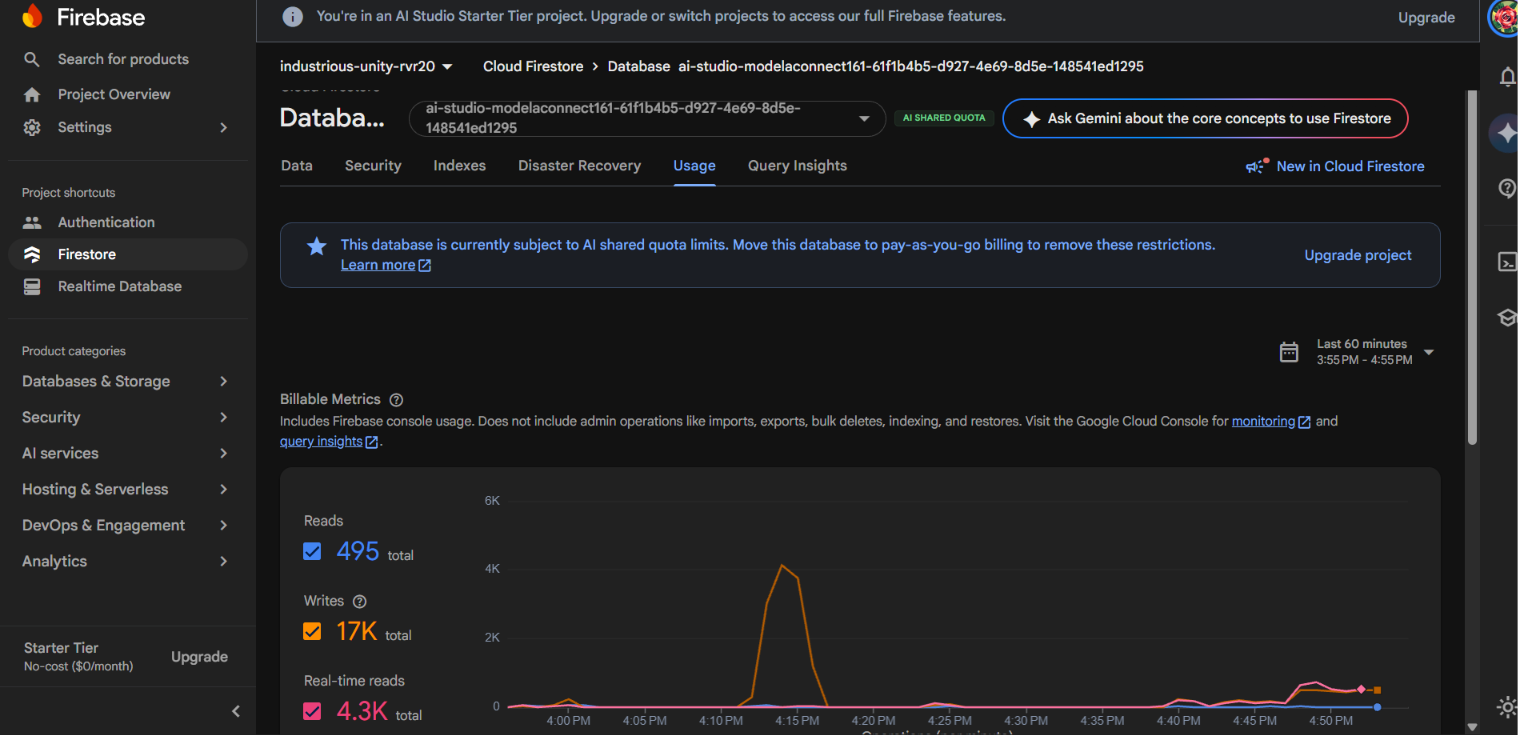 Firebase
Search for products
Project Overview
Settings
Project shortcuts
Authentication
Firestore
Realtime Database
Product categories
Databases & Storage
Security
AI services
Hosting & Serverless
DevOps & Engagement
Analytics
Starter Tier
No-cost ($0/month)
Upgrade
You're in an AI Studio Starter Tier project. Upgrade or switch projects to access our full Firebase features.
Upgrade
industrious-unity-rvr20
Cloud Firestore > Database ai-studio-modelaconnect161-61f1b4b5-d927-4e69-8d5e-148541ed1295
Cloud Firestore
Databa...
ai-studio-modelaconnect161-61f1b4b5-d927-4e69-8d5e-
148541ed1295
AI SHARED QUOTA
Ask Gemini about the core concepts to use Firestore
Data Security Indexes Disaster Recovery Usage Query Insights
New in Cloud Firestore
This database is currently subject to AI shared quota limits. Move this database to pay-as-you-go billing to remove these restrictions.
Learn more
Upgrade project
Last 60 minutes
3:55 PM - 4:55 PM
Billable Metrics
Includes Firebase console usage. Does not include admin operations like imports, exports, bulk deletes, indexing, and restores. Visit the Google Cloud Console for monitoring and
query insights.
Reads
495 total
Writes
17K total
Real-time reads
4.3K total
6K
4K
2K
0
4:00 PM 4:05 PM 4:10 PM 4:15 PM 4:20 PM 4:25 PM 4:30 PM 4:35 PM 4:40 PM 4:45 PM 4:50 PM
Operations (per minute)